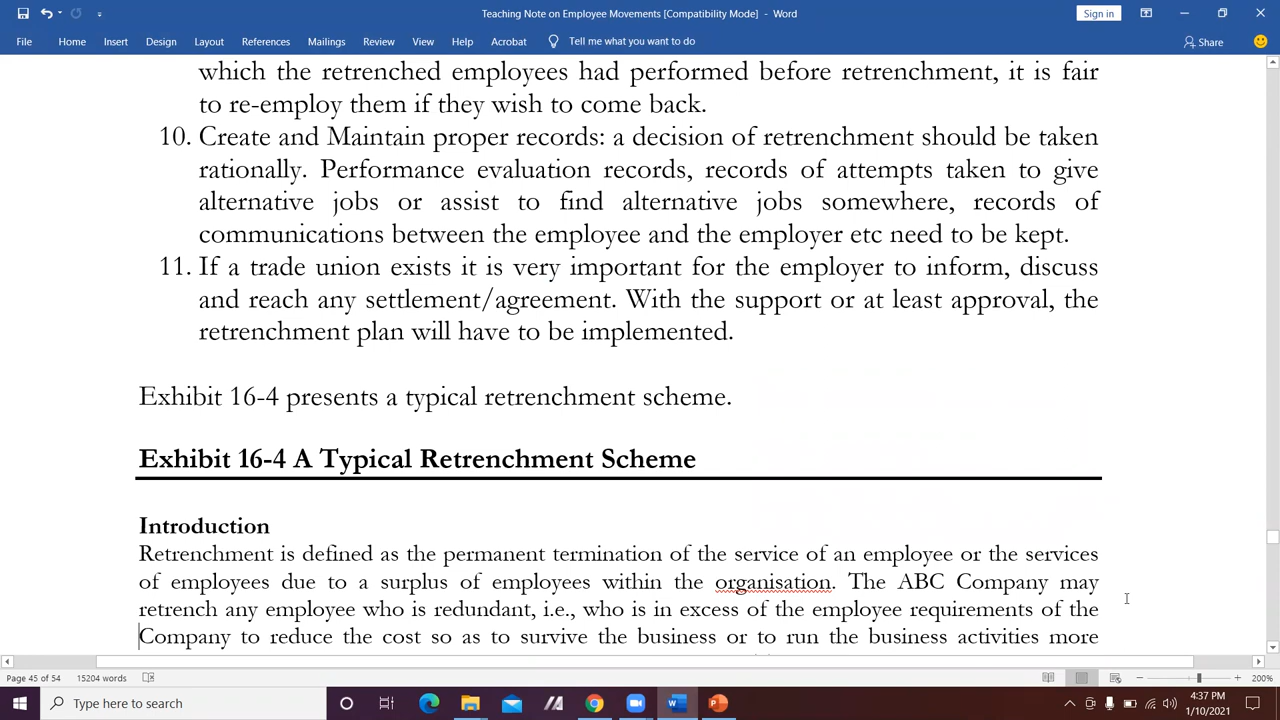 Teaching Note on Employee Movements [Compatibility Mode] - Word
Sign in
File Home Insert Design Layout References Mailings Review View Help Acrobat Tell me what you want to do Share
which the retrenched employees had performed before retrenchment, it is fair
to re-employ them if they wish to come back.
10. Create and Maintain proper records: a decision of retrenchment should be taken
rationally. Performance evaluation records, records of attempts taken to give
alternative jobs or assist to find alternative jobs somewhere, records of
communications between the employee and the employer etc need to be kept.
11. If a trade union exists it is very important for the employer to inform, discuss
and reach any settlement/agreement. With the support or at least approval, the
retrenchment plan will have to be implemented.
Exhibit 16-4 presents a typical retrenchment scheme.
Exhibit 16-4 A Typical Retrenchment Scheme
Introduction
Retrenchment is defined as the permanent termination of the service of an employee or the services
of employees due to a surplus of employees within the organisation. The ABC Company may
retrench any employee who is redundant, i.e., who is in excess of the employee requirements of the
Company to reduce the cost so as to survive the business or to run the business activities more
Page 45 of 54 15204 words 200%
Type here to search
4:37 PM
1/10/2021